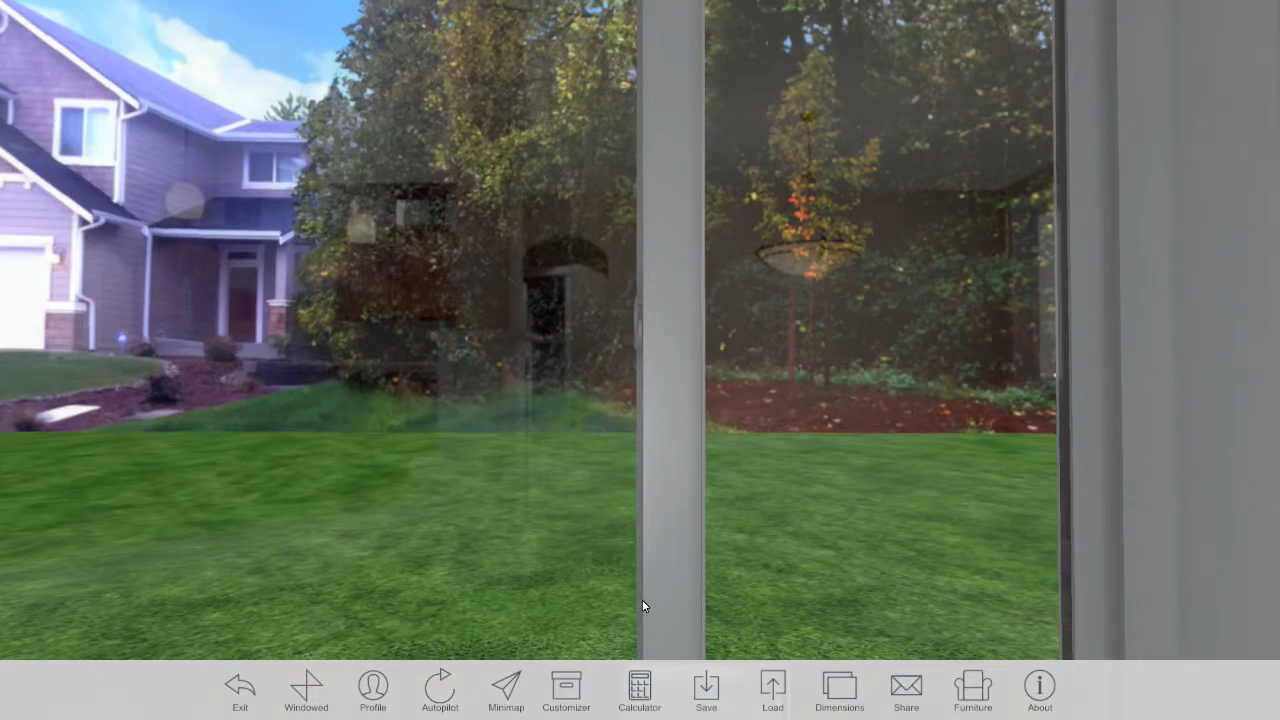 Exit
Windowed
Profile
Autopilot
Minimap
Customizer
Calculator
Save
Load
Dimensions
Share
Furniture
About